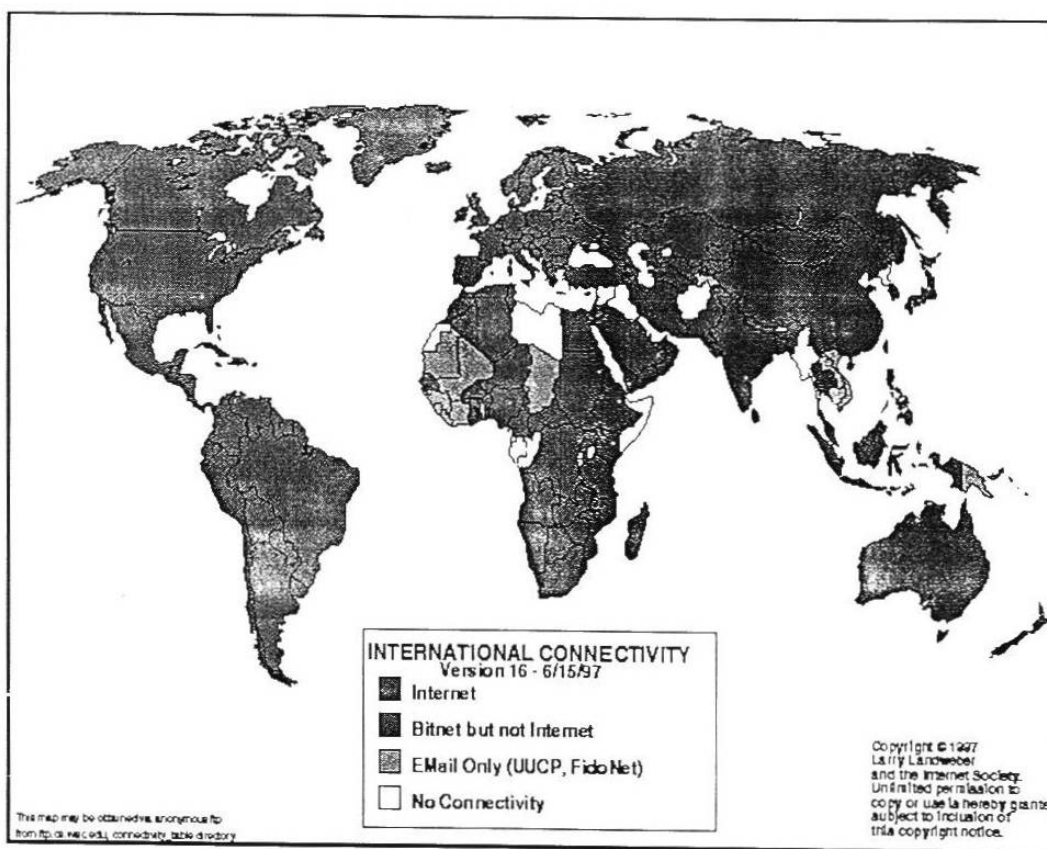 INTERNATIONAL CONNECTIVITY
Version 16 - 6/15/97
Internet
Bitnet but not Internet
EMail Only (UUCP, FidoNet)
No Connectivity
This map may be obtained via anonymous ftp
from ftp.cs.wisc.edu, connectivity_table directory
Copyright © 1997
Larry Landweber
and the Internet Society.
Unlimited permission to
copy or use is hereby grante
subject to inclusion of
this copyright notice.